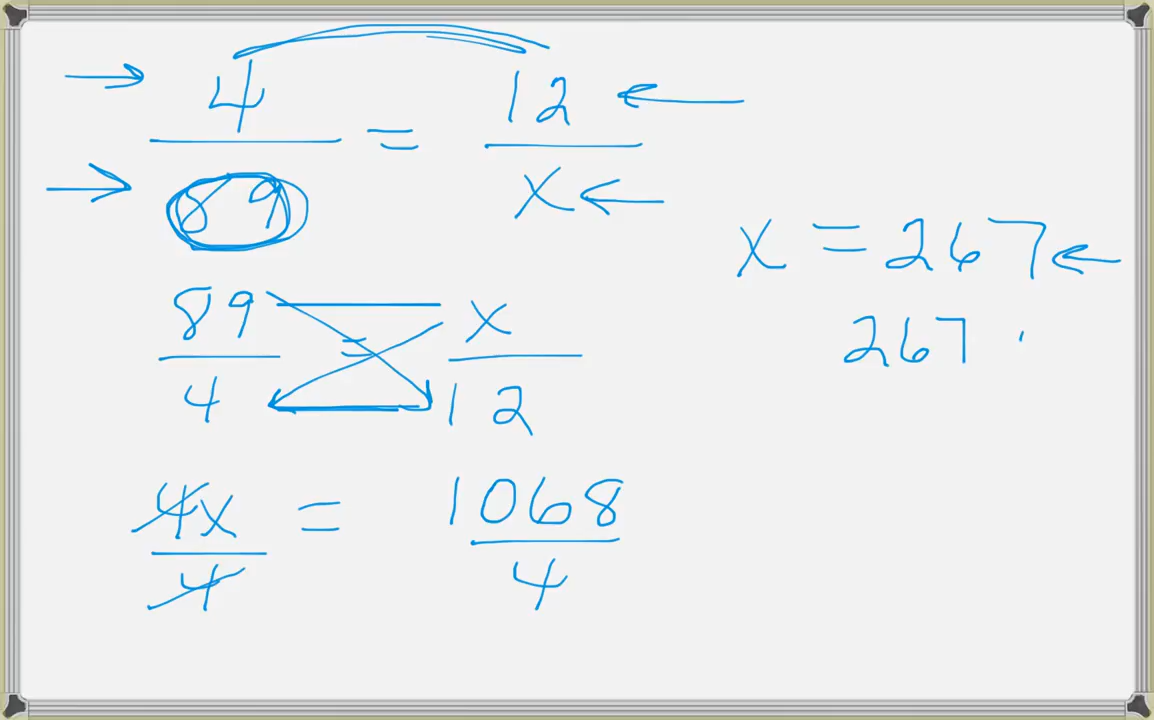 4/89 = 12/x
89/4 = x/12
4x/4 = 1068/4
x = 267
267